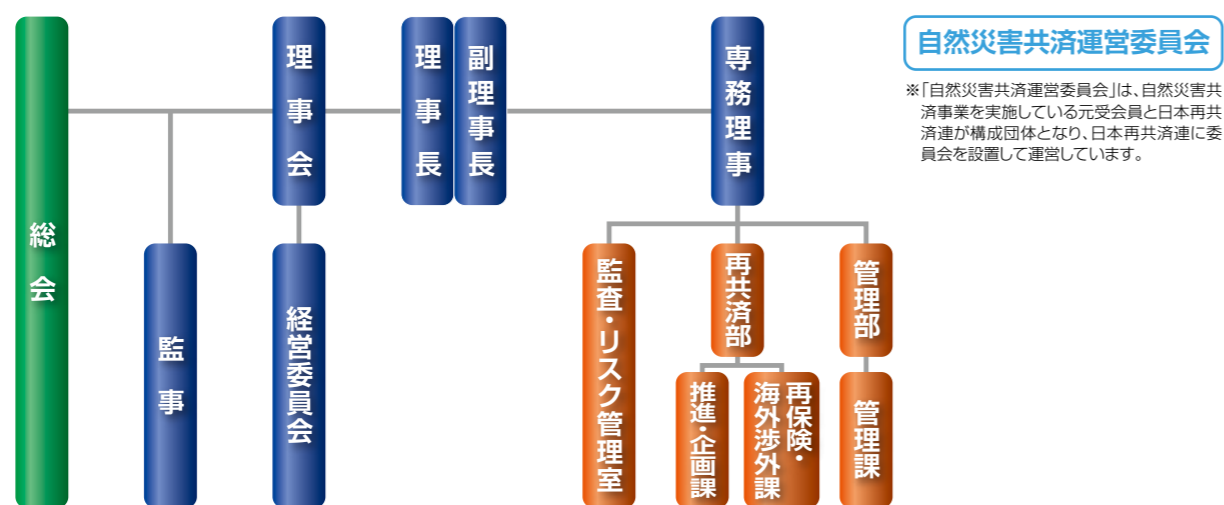 総会
監事
理事会
経営委員会
理事長
副理事長
専務理事
監査・リスク管理室
再共済部
推進・企画課
再保険・
海外渉外課
管理部
管理課
自然災害共済運営委員会
※「自然災害共済運営委員会」は、自然災害共
済事業を実施している元受会員と日本再共
済連が構成団体となり、日本再共済連に委
員会を設置して運営しています。